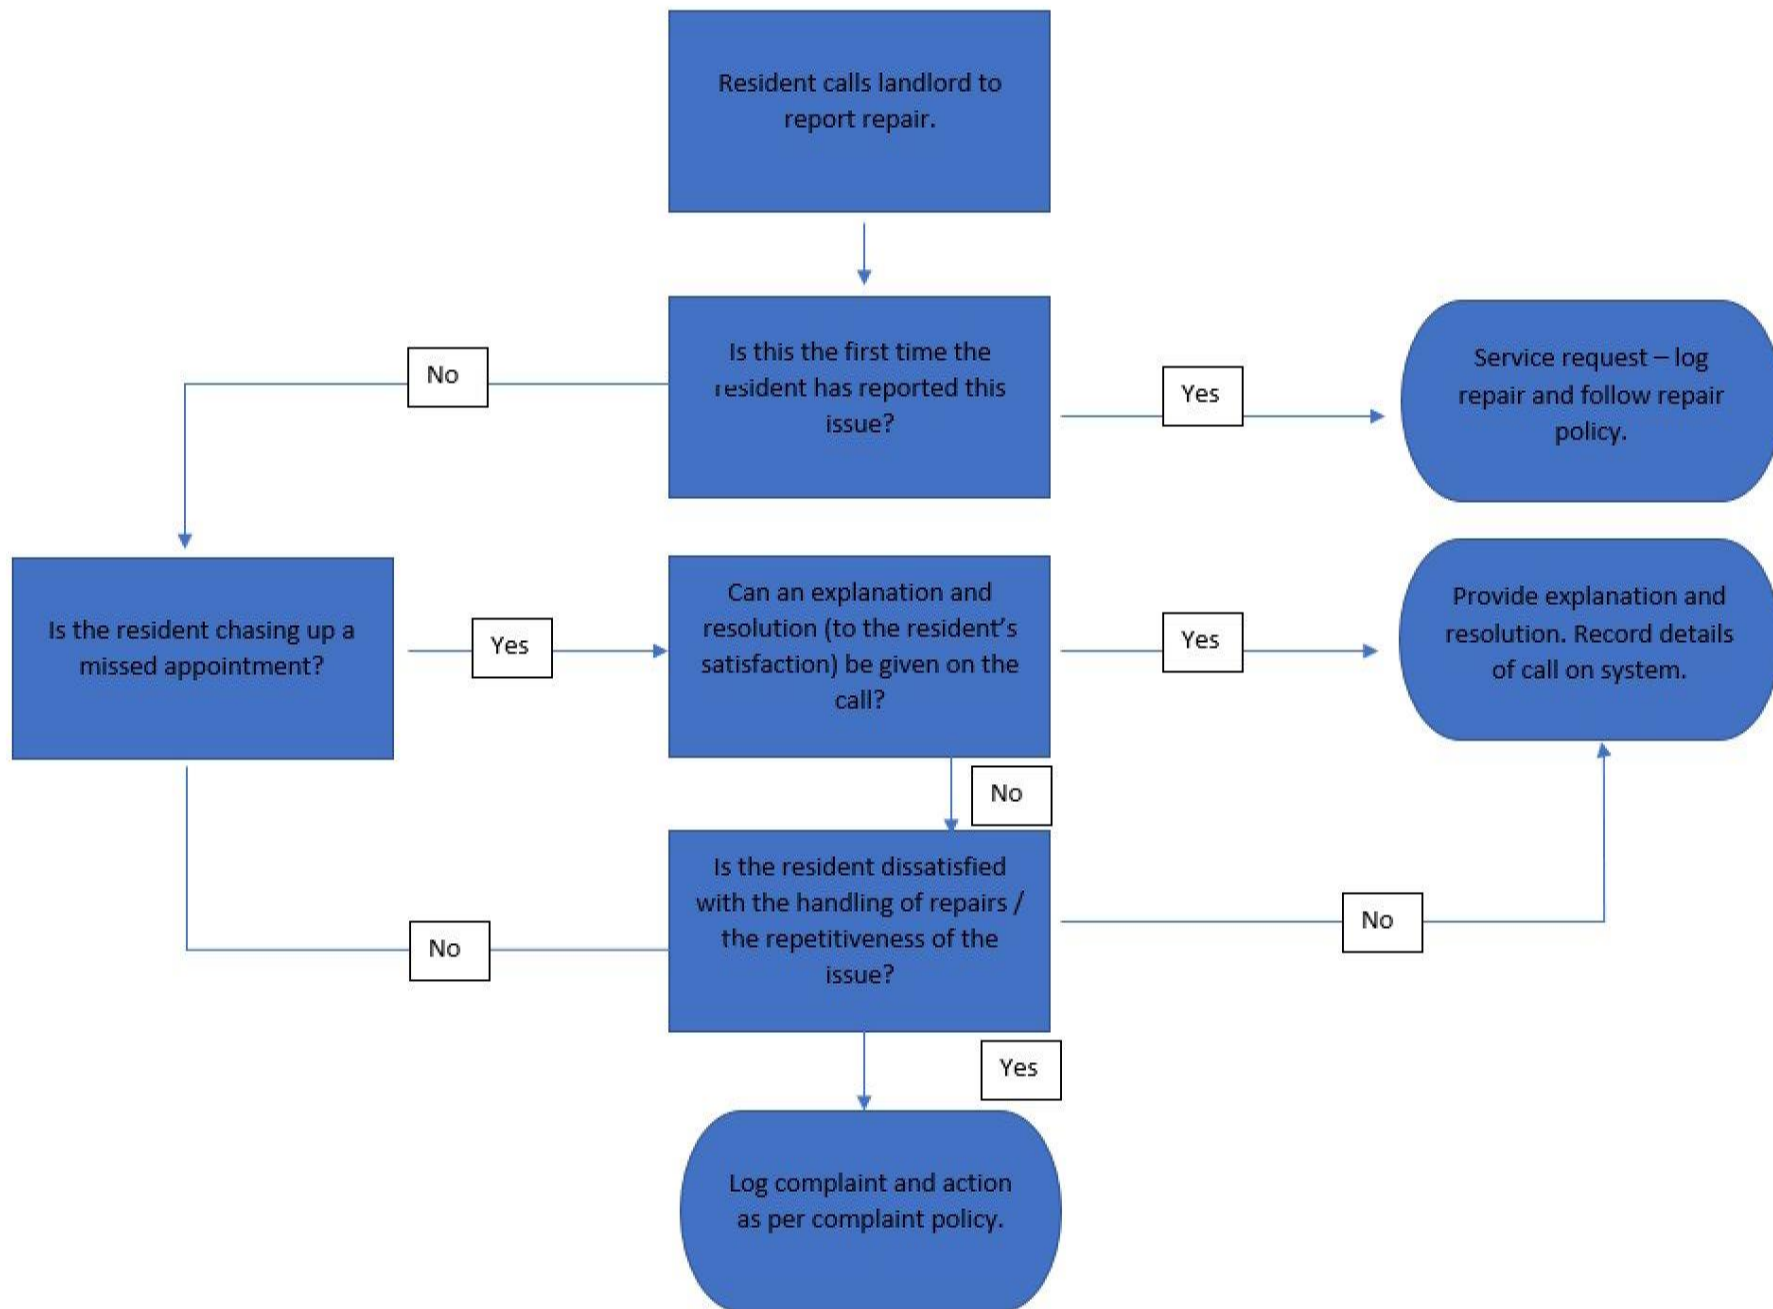 Resident calls landlord to
report repair.
Is this the first time the
resident has reported this
issue?
No
Yes
Service request – log
repair and follow repair
policy.
Is the resident chasing up a
missed appointment?
Yes
Can an explanation and
resolution (to the resident’s
satisfaction) be given on the
call?
Yes
Provide explanation and
resolution. Record details
of call on system.
No
Is the resident dissatisfied
with the handling of repairs /
the repetitiveness of the
issue?
No
No
Yes
Log complaint and action
as per complaint policy.